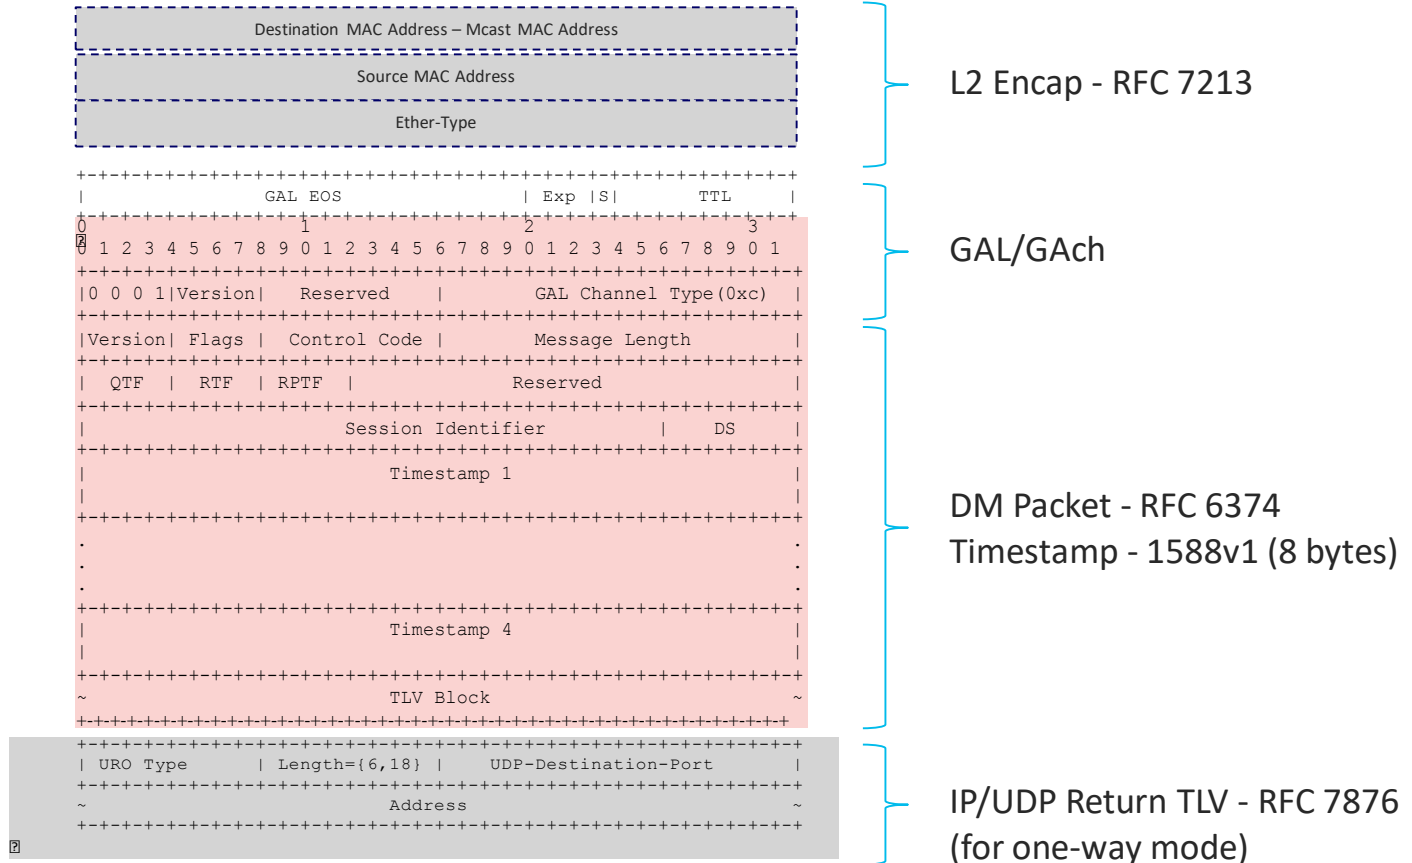 Destination MAC Address – Mcast MAC Address
Source MAC Address
Ether-Type
L2 Encap - RFC 7213
+-+-+-+-+-+-+-+-+-+-+-+-+-+-+-+-+-+-+-+-+-+-+-+-+-+-+-+-+-+-+-+-+
| GAL EOS | Exp |S| TTL |
+-+-+-+-+-+-+-+-+-+-+-+-+-+-+-+-+-+-+-+-+-+-+-+-+-+-+-+-+-+-+-+-+
0 1 2 3
0 1 2 3 4 5 6 7 8 9 0 1 2 3 4 5 6 7 8 9 0 1 2 3 4 5 6 7 8 9 0 1
+-+-+-+-+-+-+-+-+-+-+-+-+-+-+-+-+-+-+-+-+-+-+-+-+-+-+-+-+-+-+-+-+
|0 0 0 1|Version| Reserved | GAL Channel Type(0xc) |
+-+-+-+-+-+-+-+-+-+-+-+-+-+-+-+-+-+-+-+-+-+-+-+-+-+-+-+-+-+-+-+-+
GAL/GAch
|Version| Flags | Control Code | Message Length |
+-+-+-+-+-+-+-+-+-+-+-+-+-+-+-+-+-+-+-+-+-+-+-+-+-+-+-+-+-+-+-+-+
| QTF | RTF | RPTF | Reserved |
+-+-+-+-+-+-+-+-+-+-+-+-+-+-+-+-+-+-+-+-+-+-+-+-+-+-+-+-+-+-+-+-+
| Session Identifier | DS |
+-+-+-+-+-+-+-+-+-+-+-+-+-+-+-+-+-+-+-+-+-+-+-+-+-+-+-+-+-+-+-+-+
| Timestamp 1 |
| |
+-+-+-+-+-+-+-+-+-+-+-+-+-+-+-+-+-+-+-+-+-+-+-+-+-+-+-+-+-+-+-+-+
. .
. .
. .
+-+-+-+-+-+-+-+-+-+-+-+-+-+-+-+-+-+-+-+-+-+-+-+-+-+-+-+-+-+-+-+-+
| Timestamp 4 |
| |
+-+-+-+-+-+-+-+-+-+-+-+-+-+-+-+-+-+-+-+-+-+-+-+-+-+-+-+-+-+-+-+-+
~ TLV Block ~
+-+-+-+-+-+-+-+-+-+-+-+-+-+-+-+-+-+-+-+-+-+-+-+-+-+-+-+-+-+-+-+-+-+-+-+
DM Packet - RFC 6374
Timestamp - 1588v1 (8 bytes)
+-+-+-+-+-+-+-+-+-+-+-+-+-+-+-+-+-+-+-+-+-+-+-+-+-+-+-+-+-+-+-+-+
| URO Type | Length={6,18} | UDP-Destination-Port |
+-+-+-+-+-+-+-+-+-+-+-+-+-+-+-+-+-+-+-+-+-+-+-+-+-+-+-+-+-+-+-+-+
~ Address ~
+-+-+-+-+-+-+-+-+-+-+-+-+-+-+-+-+-+-+-+-+-+-+-+-+-+-+-+-+-+-+-+-+
IP/UDP Return TLV - RFC 7876
(for one-way mode)